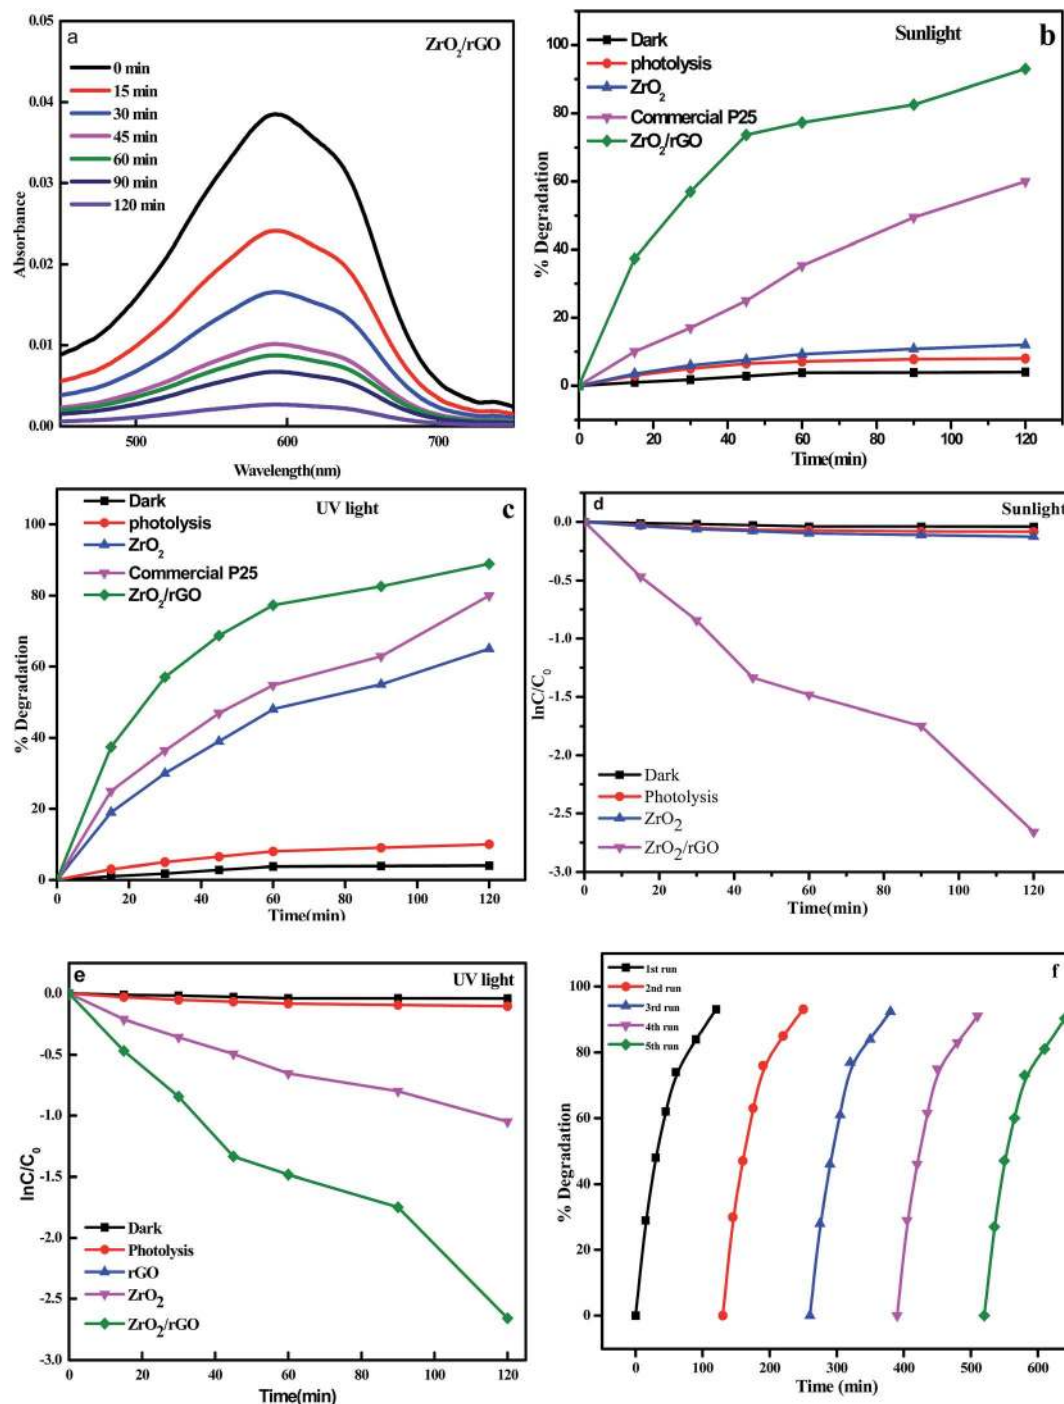 a
ZrO2/rGO
0 min
15 min
30 min
45 min
60 min
90 min
120 min
0.05
0.04
0.03
0.02
0.01
0.00
Absorbance
500 600 700
Wavelength(nm)
b
Sunlight
Dark
photolysis
ZrO2
Commercial P25
ZrO2/rGO
100
80
60
40
20
0
% Degradation
0 20 40 60 80 100 120
Time(min)
c
UV light
Dark
photolysis
ZrO2
Commercial P25
ZrO2/rGO
100
80
60
40
20
0
% Degradation
0 20 40 60 80 100 120
Time(min)
d
Sunlight
0.0
-0.5
-1.0
-1.5
-2.0
-2.5
-3.0
lnC/C0
Dark
Photolysis
ZrO2
ZrO2/rGO
0 20 40 60 80 100 120
Time(min)
e
UV light
0.0
-0.5
-1.0
-1.5
-2.0
-2.5
-3.0
lnC/C0
Dark
Photolysis
rGO
ZrO2
ZrO2/rGO
0 20 40 60 80 100 120
Time(min)
f
1st run
2nd run
3rd run
4th run
5th run
100
80
60
40
20
0
% Degradation
0 100 200 300 400 500 600
Time (min)